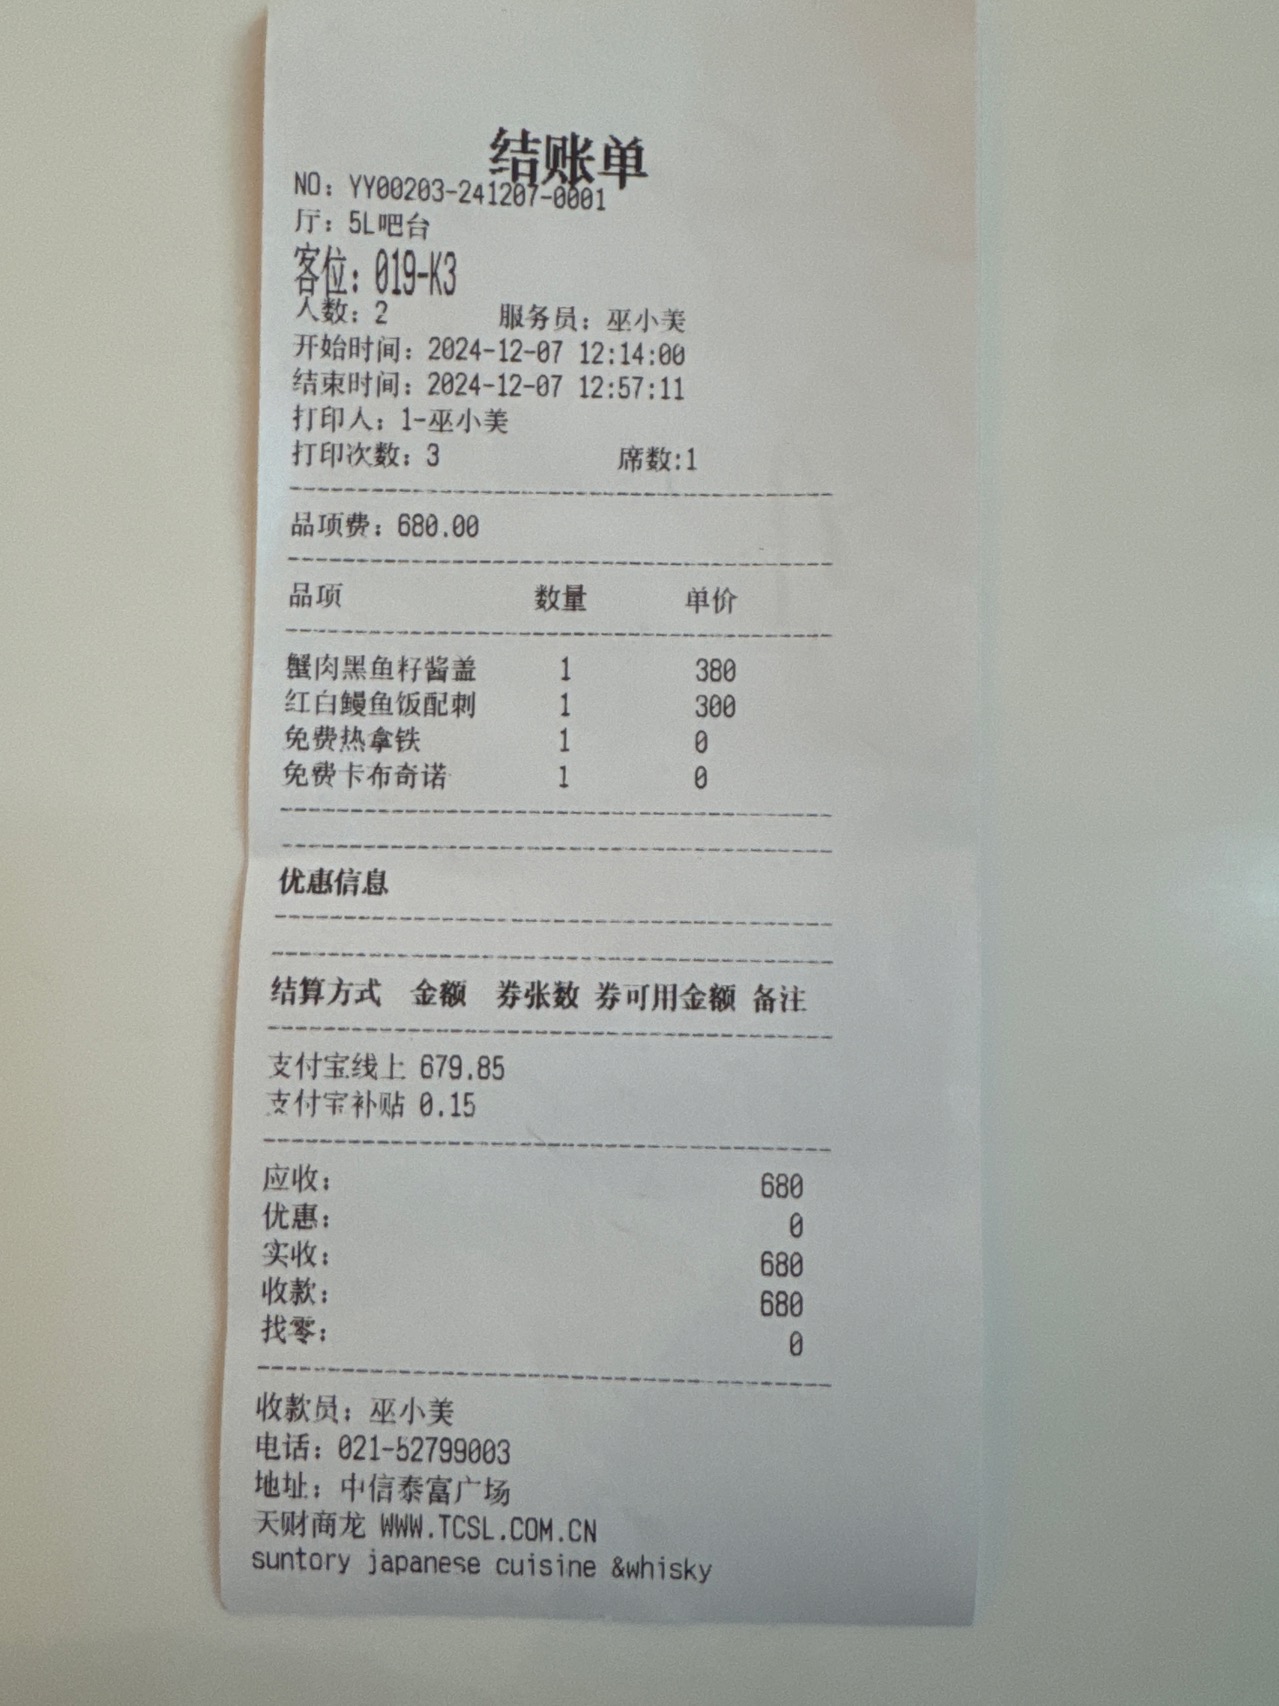 结账单
NO: YY00203-241207-0001
厅: 5L吧台
客位: 019-K3
人数: 2 服务员: 巫小美
开始时间: 2024-12-07 12:14:00
结束时间: 2024-12-07 12:57:11
打印人: 1-巫小美
打印次数: 3 席数:1
品项费: 680.00
品项 数量 单价
蟹肉黑鱼籽酱盖 1 380
红白鳗鱼饭配刺 1 300
免费热拿铁 1 0
免费卡布奇诺 1 0
优惠信息
结算方式 金额 券张数 券可用金额 备注
支付宝线上 679.85
支付宝补贴 0.15
应收: 680
优惠: 0
实收: 680
收款: 680
找零: 0
收款员: 巫小美
电话: 021-52799003
地址: 中信泰富广场
天财商龙 WWW.TCSL.COM.CN
suntory japanese cuisine &whisky